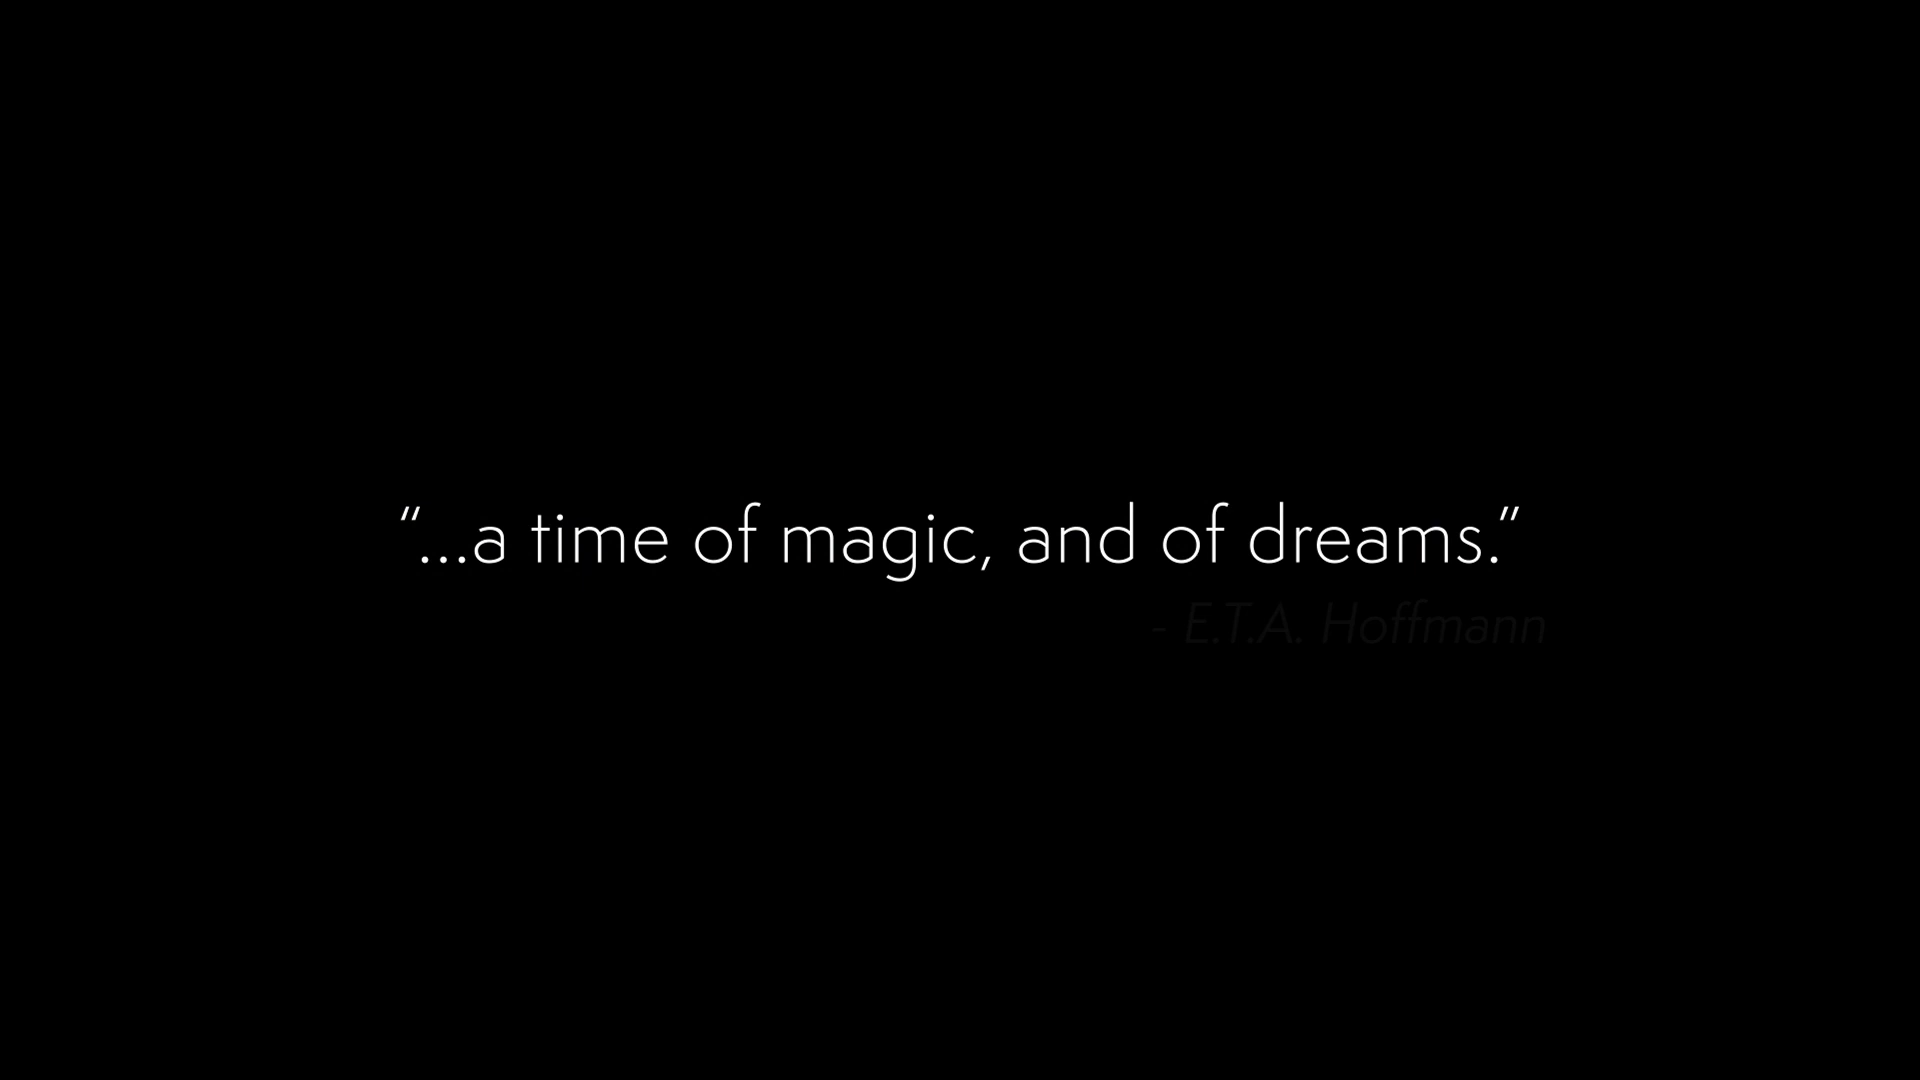 “...a time of magic, and of dreams.”
- E.T.A. Hoffmann